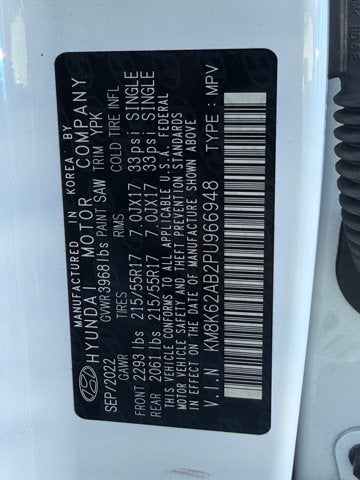 MANUFACTURED IN KOREA BY
HYUNDAI MOTOR COMPANY
SEP/2022 GVWR3968lbs PAINT SAW TRIM YPK
GAWR TIRES RIMS COLD TIRE INFL
FRONT 2293 lbs 215/55R17 7.0JX17 33psi SINGLE
REAR 2061 lbs 215/55R17 7.0JX17 33 psi SINGLE
THIS VEHICLE CONFORMS TO ALL APPLICABLE U.S.A. FEDERAL
MOTOR VEHICLE SAFETY AND THEFT PREVENTION STANDARDS
IN EFFECT ON THE DATE OF MANUFACTURE SHOWN ABOVE.
V.I.N KM8K62AB2PU966948 TYPE : MPV